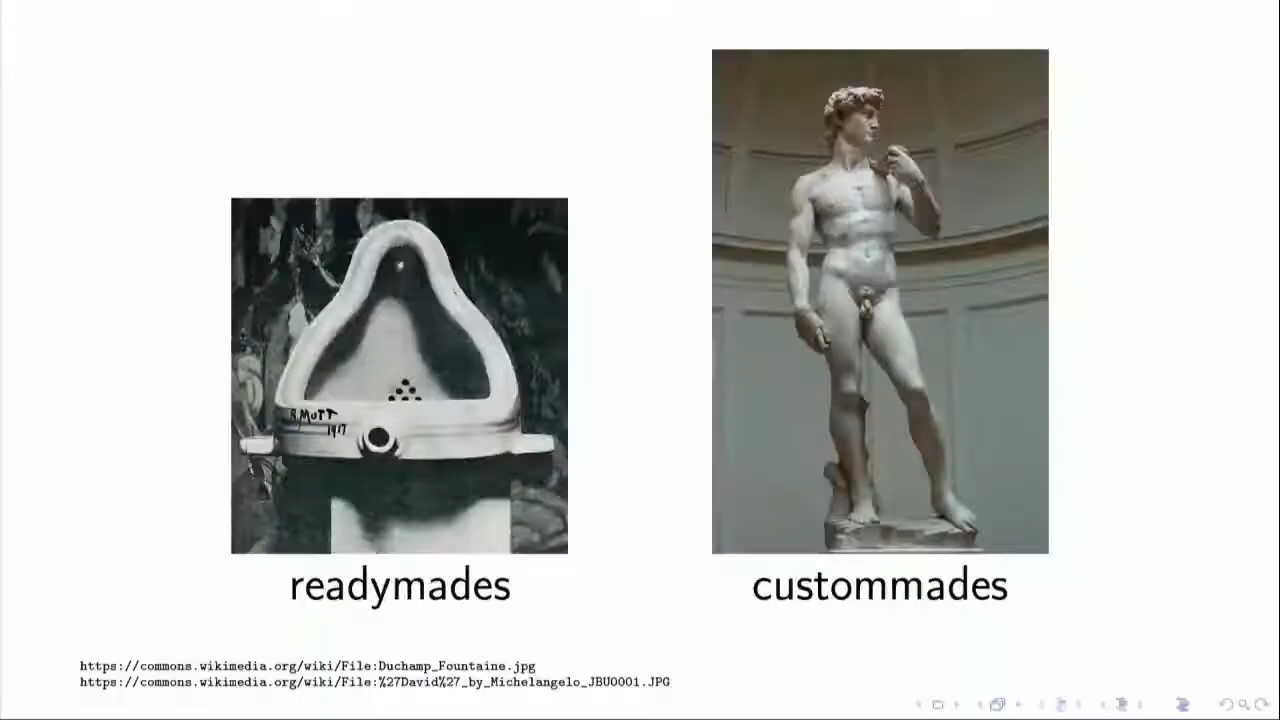 R.MUTT
1917
readymades
custommades
https://commons.wikimedia.org/wiki/File:Duchamp_Fountaine.jpg
https://commons.wikimedia.org/wiki/File:%27David%27_by_Michelangelo_JBU0001.JPG